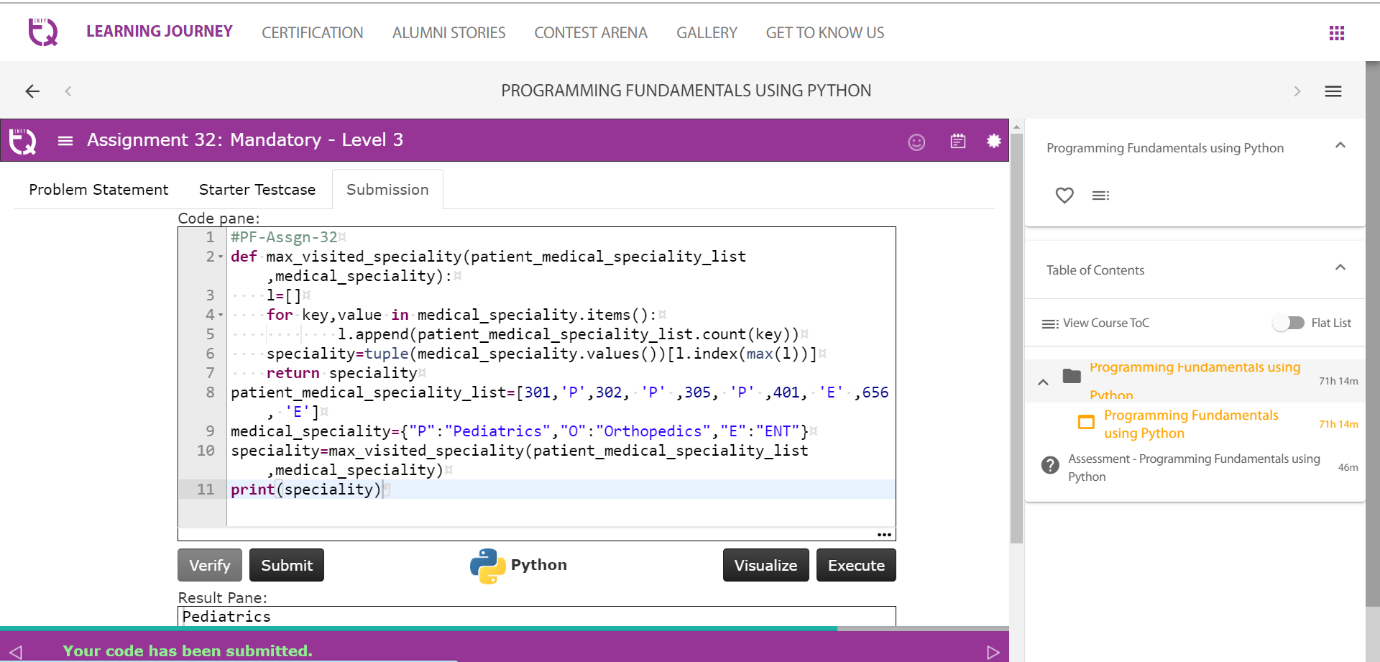 LEARNING JOURNEY CERTIFICATION ALUMNI STORIES CONTEST ARENA GALLERY GET TO KNOW US
PROGRAMMING FUNDAMENTALS USING PYTHON
Assignment 32: Mandatory - Level 3
Problem Statement Starter Testcase Submission
Code pane:
1 #PF-Assgn-32
2 def max_visited_speciality(patient_medical_speciality_list
,medical_speciality):
3 l=[]
4 for key,value in medical_speciality.items():
5 l.append(patient_medical_speciality_list.count(key))
6 speciality=tuple(medical_speciality.values())[l.index(max(l))]
7 return speciality
8 patient_medical_speciality_list=[301,'P',302, 'P' ,305, 'P' ,401, 'E' ,656
, 'E']
9 medical_speciality={"P":"Pediatrics","O":"Orthopedics","E":"ENT"}
10 speciality=max_visited_speciality(patient_medical_speciality_list
,medical_speciality)
11 print(speciality)
Verify Submit Python Visualize Execute
Result Pane:
Pediatrics
Your code has been submitted.
Programming Fundamentals using Python
Table of Contents
View Course ToC Flat List
Programming Fundamentals using
Python
71h 14m
Programming Fundamentals
using Python
71h 14m
Assessment - Programming Fundamentals using
Python
46m